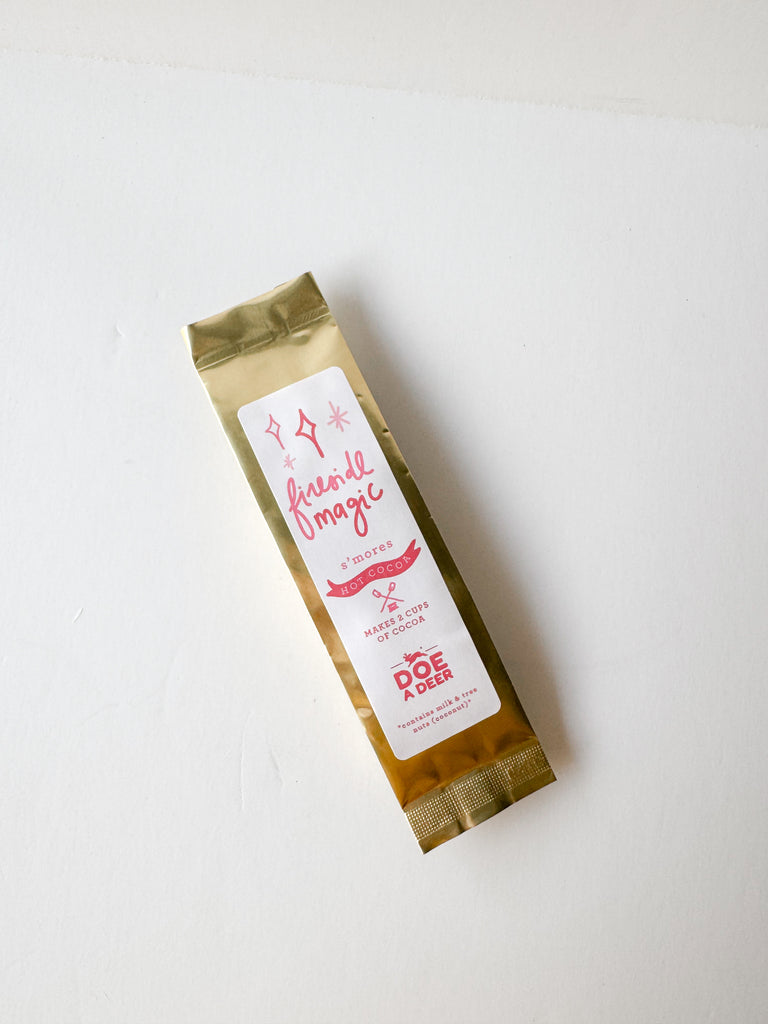 fireside
magic
s'mores
HOT COCOA
MAKES 2 CUPS
OF COCOA
DOE
A DEER
*contains milk & tree
nuts (coconut)*